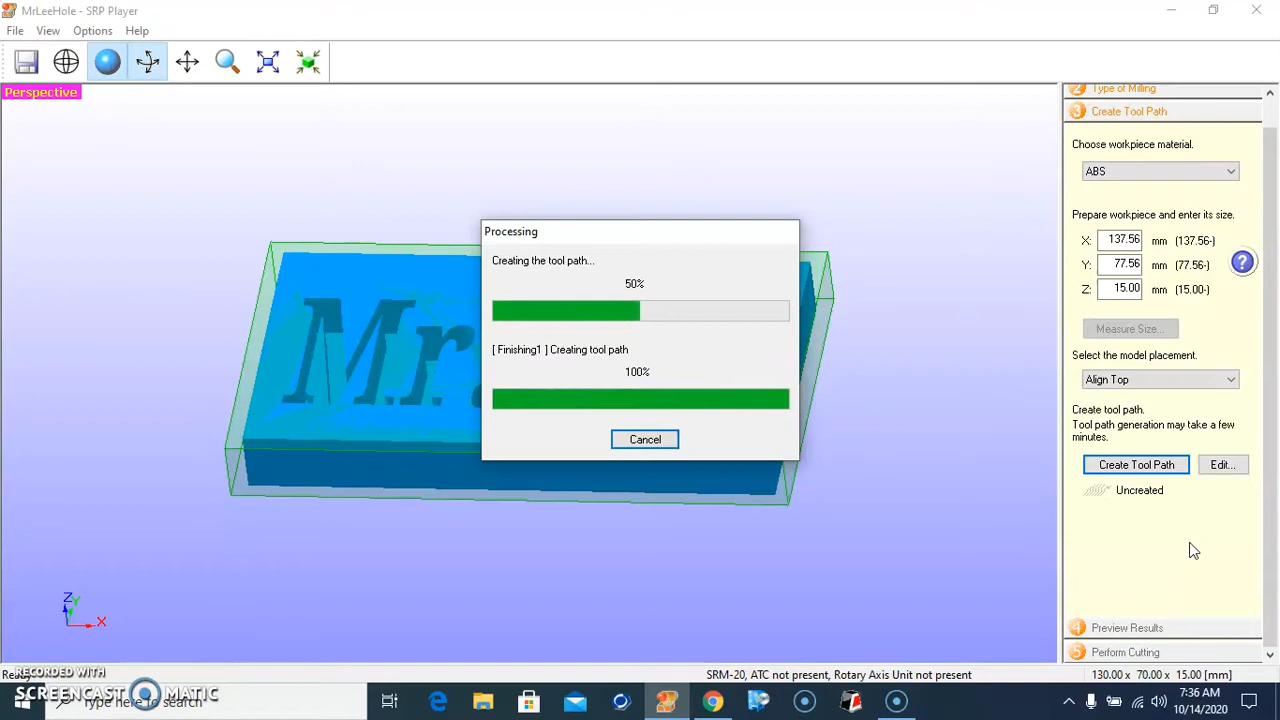 MrLeeHole - SRP Player
File View Options Help
Perspective
2 Type of Milling
3 Create Tool Path
Choose workpiece material.
ABS
Prepare workpiece and enter its size.
X: 137.56 mm (137.56-)
Y: 77.56 mm (77.56-)
Z: 15.00 mm (15.00-)
?
Measure Size...
Select the model placement.
Align Top
Create tool path.
Tool path generation may take a few
minutes.
Create Tool Path Edit...
Uncreated
4 Preview Results
5 Perform Cutting
Processing
Creating the tool path...
50%
[ Finishing1 ] Creating tool path
100%
Cancel
Mr.
Z Y X
SRM-20, ATC not present, Rotary Axis Unit not present 130.00 x 70.00 x 15.00 [mm]
RECORDED WITH
SCREENCAST MATIC
Type here to search
7:36 AM
10/14/2020